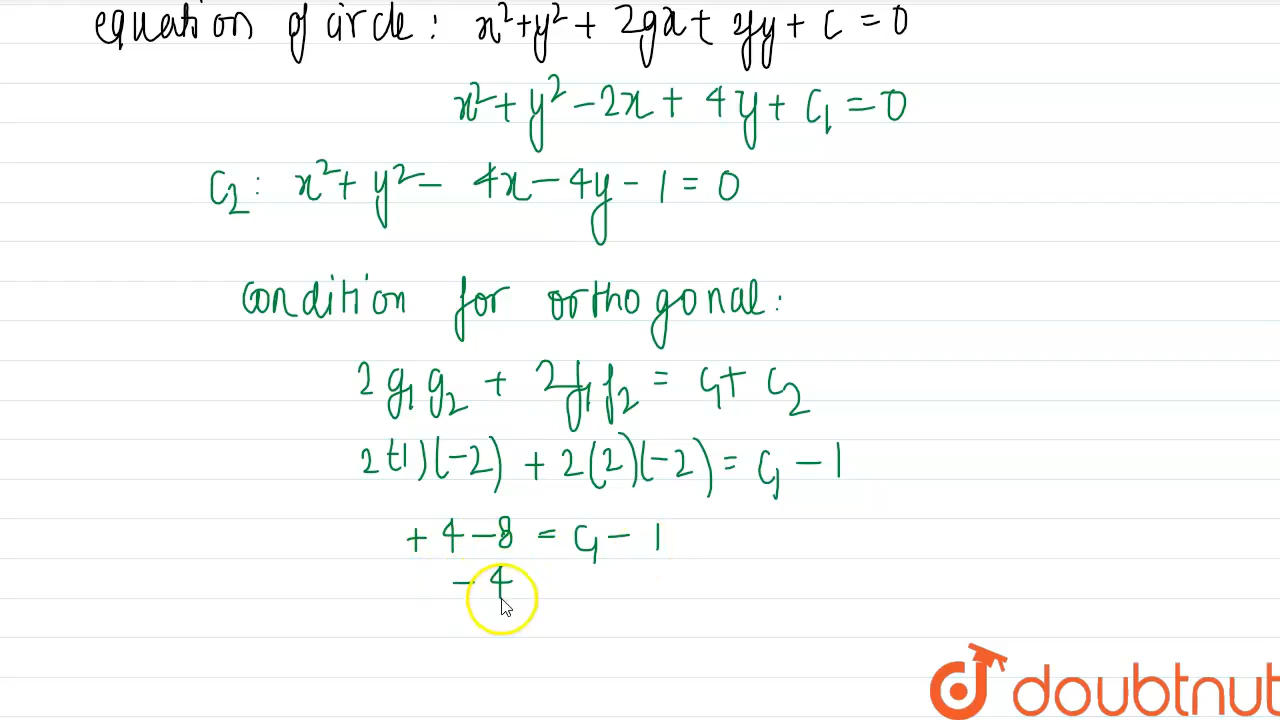 equation of circle: x²+y²+ 2gx+ 2fy+ c =0
x²+ y² -2x + 4y+ C₁ =0
C₂: x²+ y² - 4x - 4y - 1 = 0
condition for orthogonal:
2g₁g₂ + 2f₁f₂ = C₁+ C₂
2(-1)(-2) + 2(2)(-2) = C₁ - 1
+ 4 - 8 = C₁ - 1
- 4
doubtnut